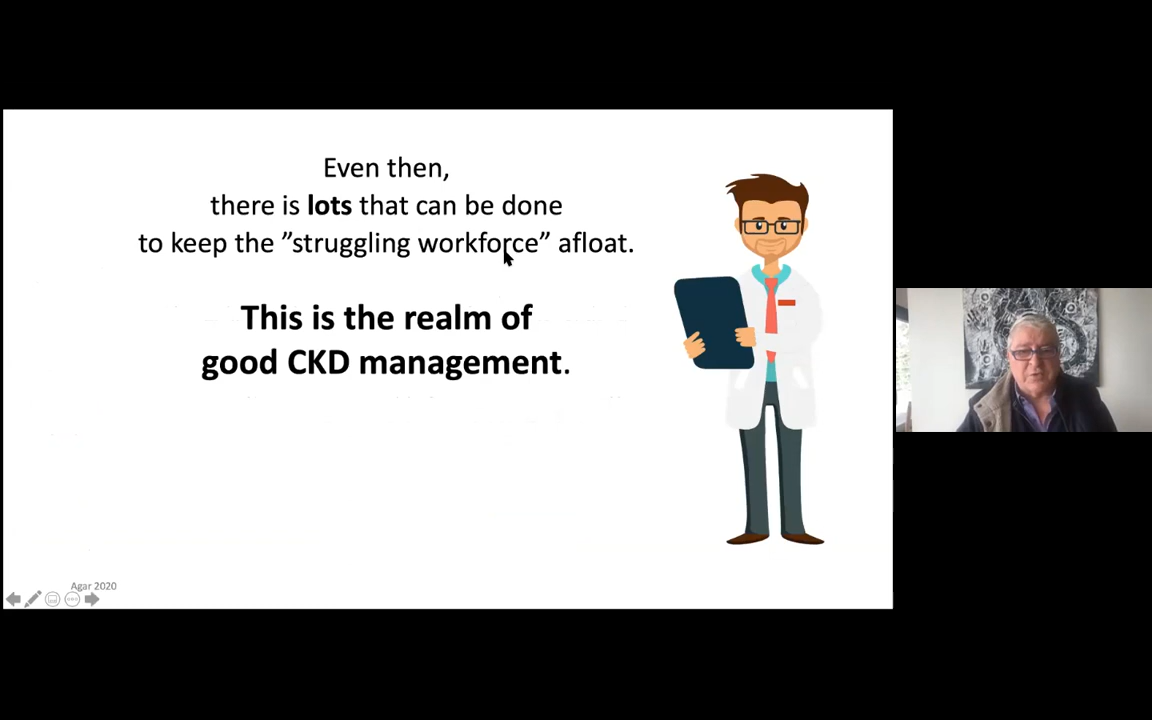 Even then,
there is lots that can be done
to keep the ”struggling workforce” afloat.
This is the realm of
good CKD management.
Agar 2020